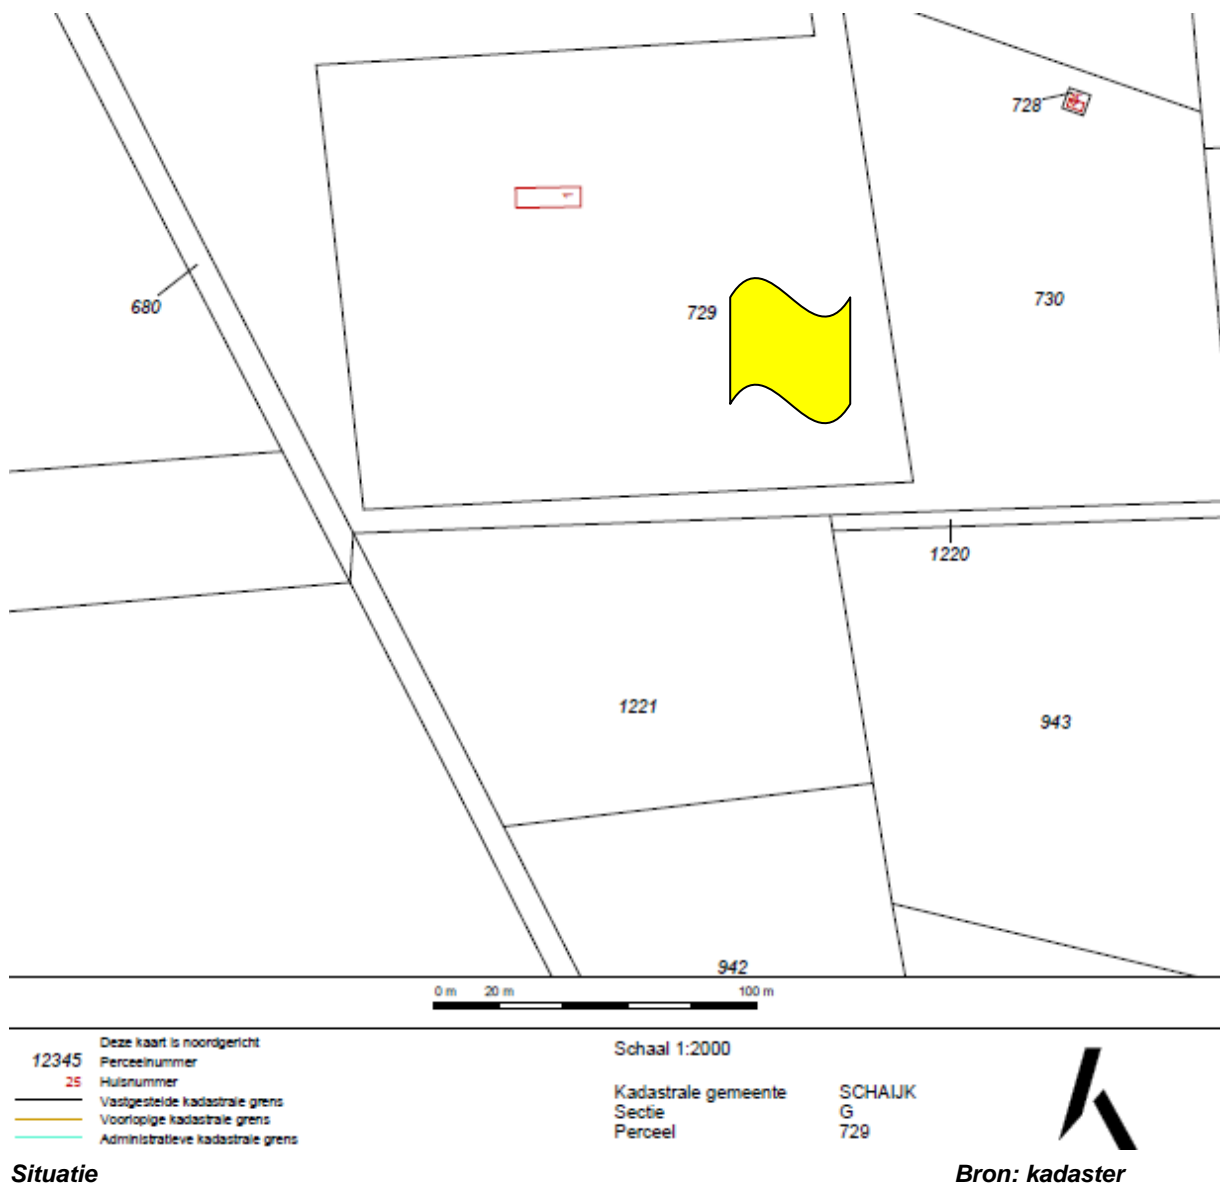 728
680
729
730
1220
1221
943
942
0 m 20 m 100 m
Deze kaart is noordgericht
12345 Perceelnummer
25 Huisnummer
Vastgestelde kadastrale grens
Voorlopige kadastrale grens
Administratieve kadastrale grens
Schaal 1:2000
Kadastrale gemeente SCHAIJK
Sectie G
Perceel 729
Situatie Bron: kadaster